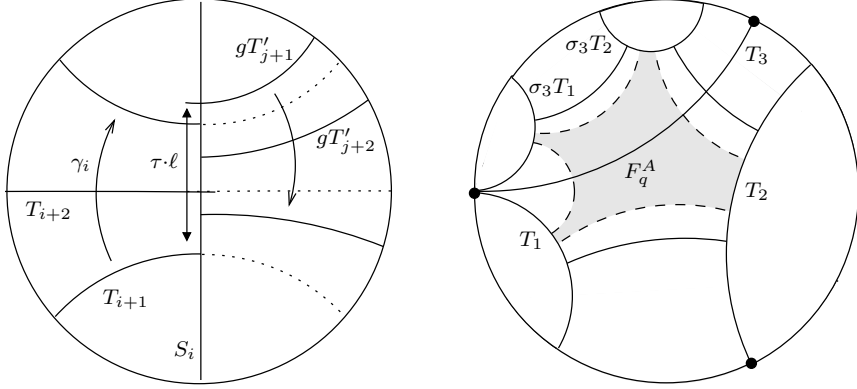 gT′_{j+1}
γ_i
τ·ℓ
gT′_{j+2}
T_{i+2}
T_{i+1}
S_i
σ_3T_2
T_3
σ_3T_1
F_q^A
T_2
T_1